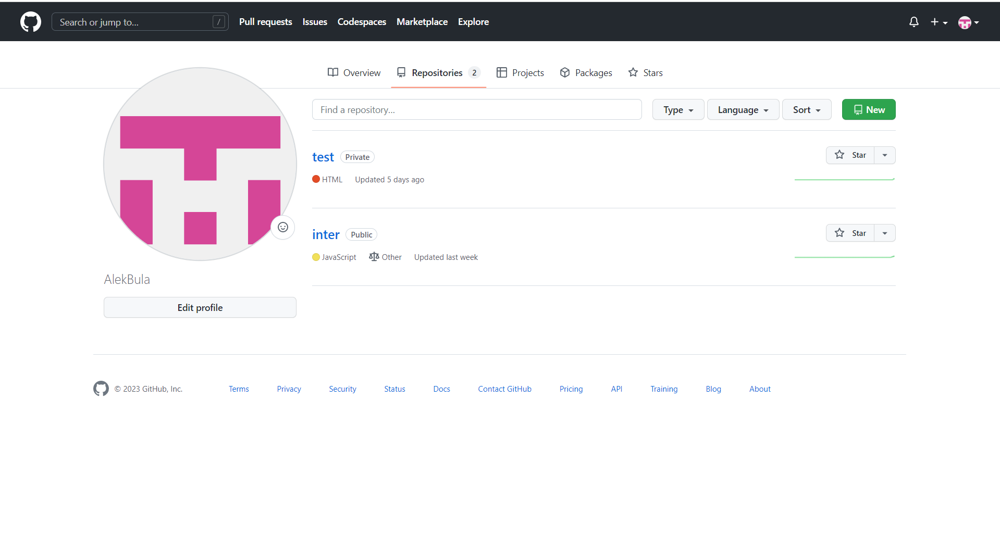 Search or jump to... / Pull requests Issues Codespaces Marketplace Explore
Overview Repositories 2 Projects Packages Stars
Find a repository... Type Language Sort New
test Private Star
HTML Updated 5 days ago
inter Public Star
JavaScript Other Updated last week
AlekBula
Edit profile
© 2023 GitHub, Inc. Terms Privacy Security Status Docs Contact GitHub Pricing API Training Blog About